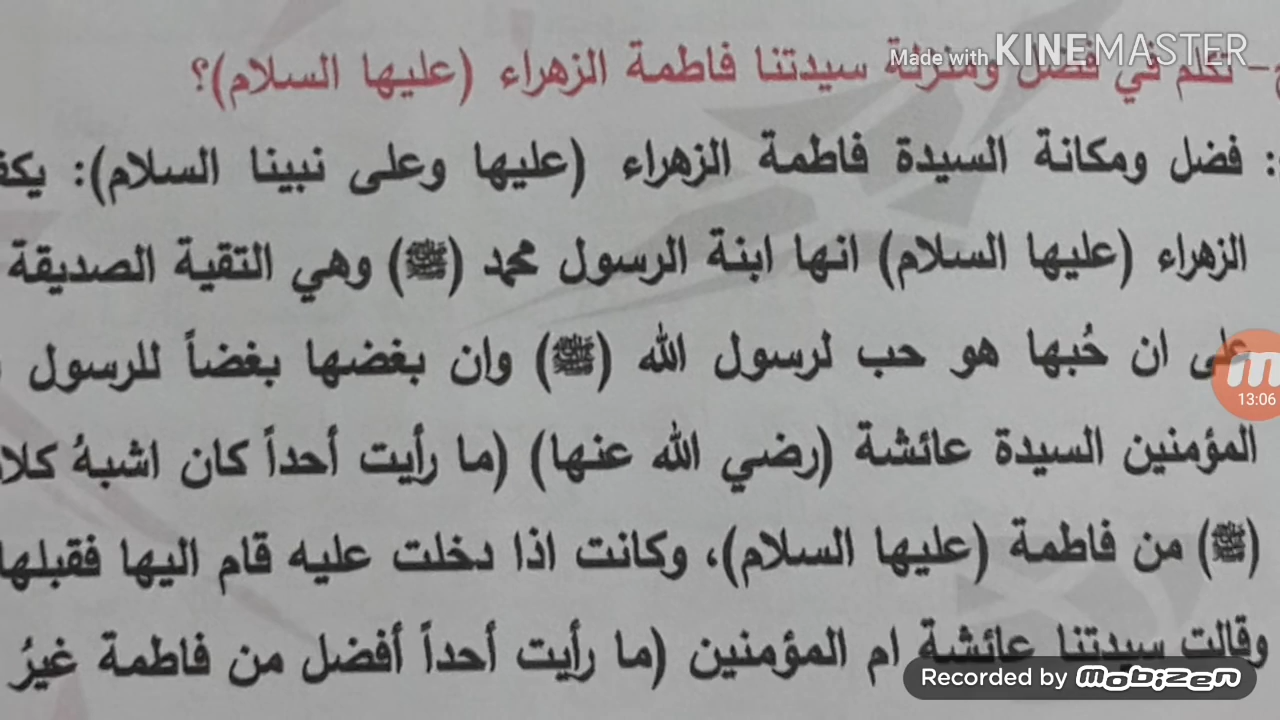 Made with KINEMASTER
تكلم في فضل ومنزلة سيدتنا فاطمة الزهراء (عليها السلام)؟
: فضل ومكانة السيدة فاطمة الزهراء (عليها وعلى نبينا السلام):
الزهراء (عليها السلام) انها ابنة الرسول محمد (ﷺ) وهي التقية الصديقة
على ان حُبها هو حب لرسول الله (ﷺ) وان بغضها بغضاً للرسول
13:06
المؤمنين السيدة عائشة (رضي الله عنها) (ما رأيت أحداً كان اشبهُ
(ﷺ) من فاطمة (عليها السلام)، وكانت اذا دخلت عليه قام اليها فقبلها
وقالت سيدتنا عائشة ام المؤمنين (ما رأيت أحداً أفضل من فاطمة غيرُ
Recorded by MOBIZEN